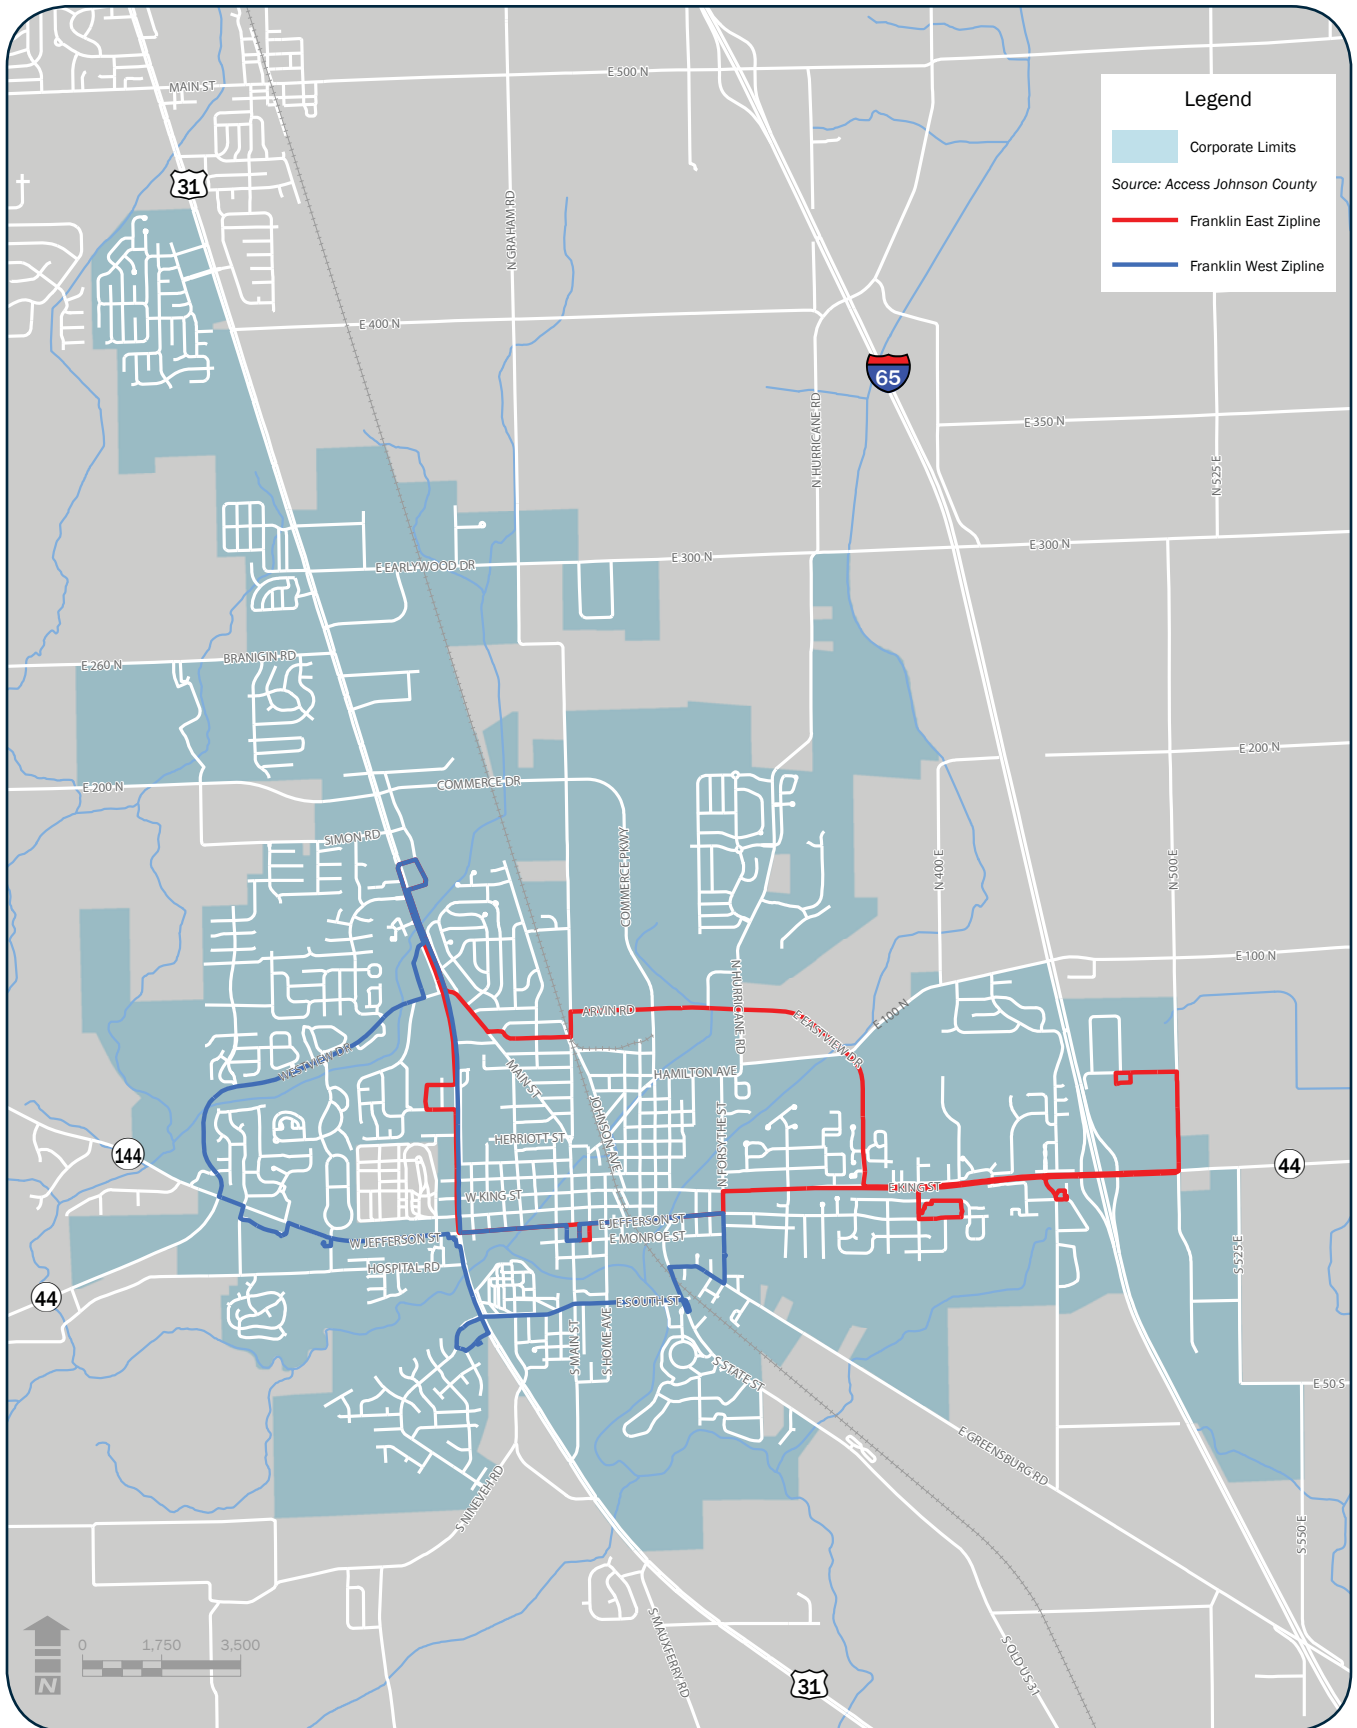 MAIN ST
E 500 N
Legend
Corporate Limits
Source: Access Johnson County
Franklin East Zipline
Franklin West Zipline
31
N GRAHAM RD
E 400 N
65
N HURRICANE RD
E 350 N
N 525 E
E 300 N
E 300 N
E EARLYWOOD DR
BRANIGIN RD
E 260 N
E 200 N
E 200 N
COMMERCE DR
SIMON RD
COMMERCE PKWY
N 400 E
N 500 E
E 100 N
N HURRICANE RD
ARVIN RD
E EASTVIEW DR
E 100 N
WESTVIEW DR
MAIN ST
HAMILTON AVE
JOHNSON AVE
N FORSYTHE ST
HERRIOTT ST
144
44
W KING ST
E KING ST
E JEFFERSON ST
E MONROE ST
W JEFFERSON ST
HOSPITAL RD
S 525 E
44
E SOUTH ST
S MAIN ST
S HOME AVE
S STATE ST
E 50 S
E GREENSBURG RD
S NINEVEH RD
S 550 E
S MAUXFERRY RD
S OLD US 31
31
0 1,750 3,500
N